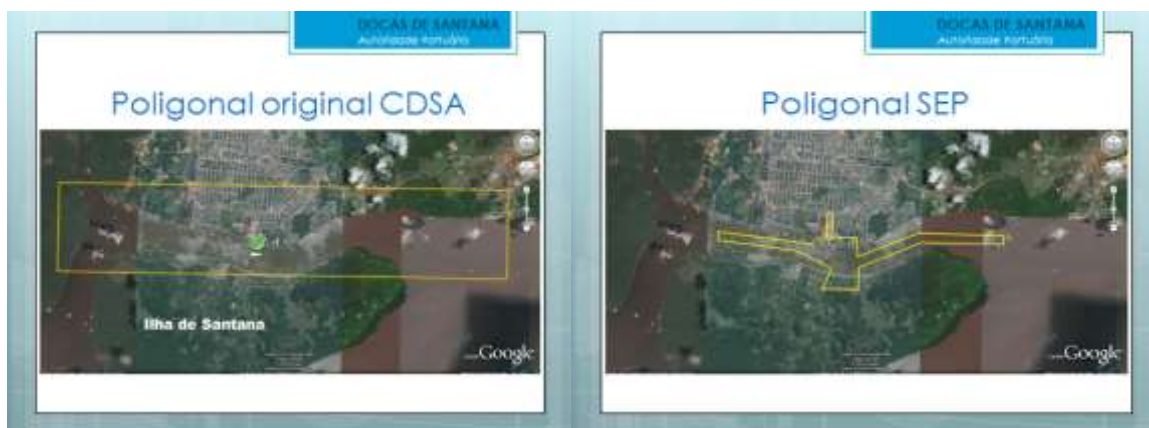 DOCAS DE SANTANA
Autoridade Portuária
Poligonal original CDSA
Ilha de Santana
Google
DOCAS DE SANTANA
Autoridade Portuária
Poligonal SEP
Google